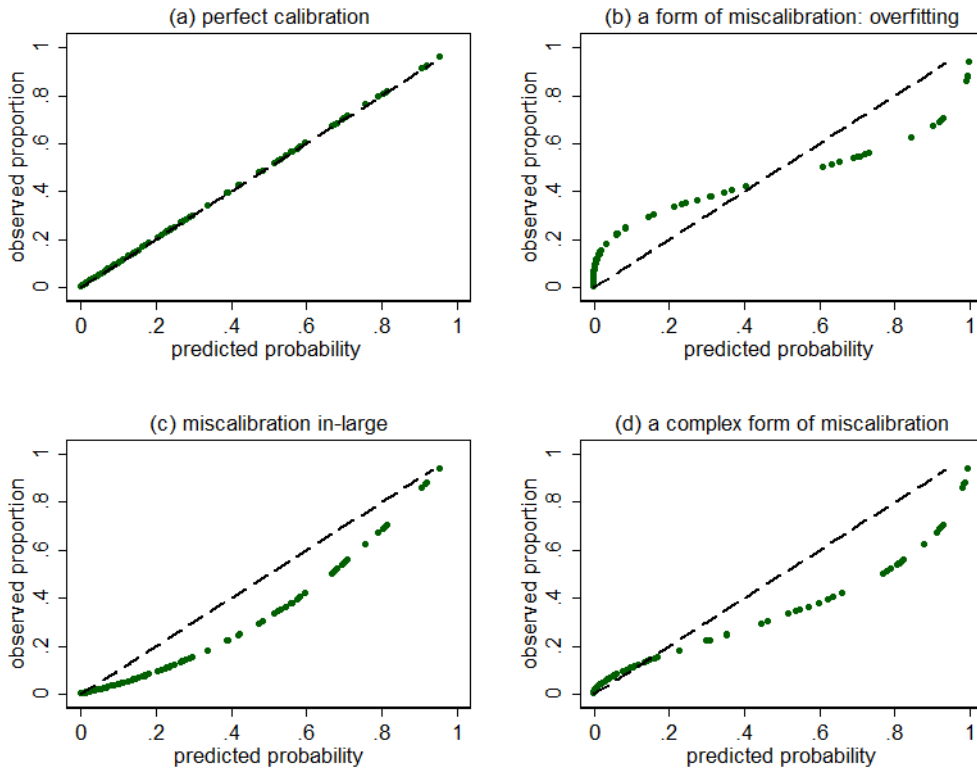 (a) perfect calibration
observed proportion
0 .2 .4 .6 .8 1
0 .2 .4 .6 .8 1
predicted probability
(b) a form of miscalibration: overfitting
observed proportion
0 .2 .4 .6 .8 1
0 .2 .4 .6 .8 1
predicted probability
(c) miscalibration in-large
observed proportion
0 .2 .4 .6 .8 1
0 .2 .4 .6 .8 1
predicted probability
(d) a complex form of miscalibration
observed proportion
0 .2 .4 .6 .8 1
0 .2 .4 .6 .8 1
predicted probability